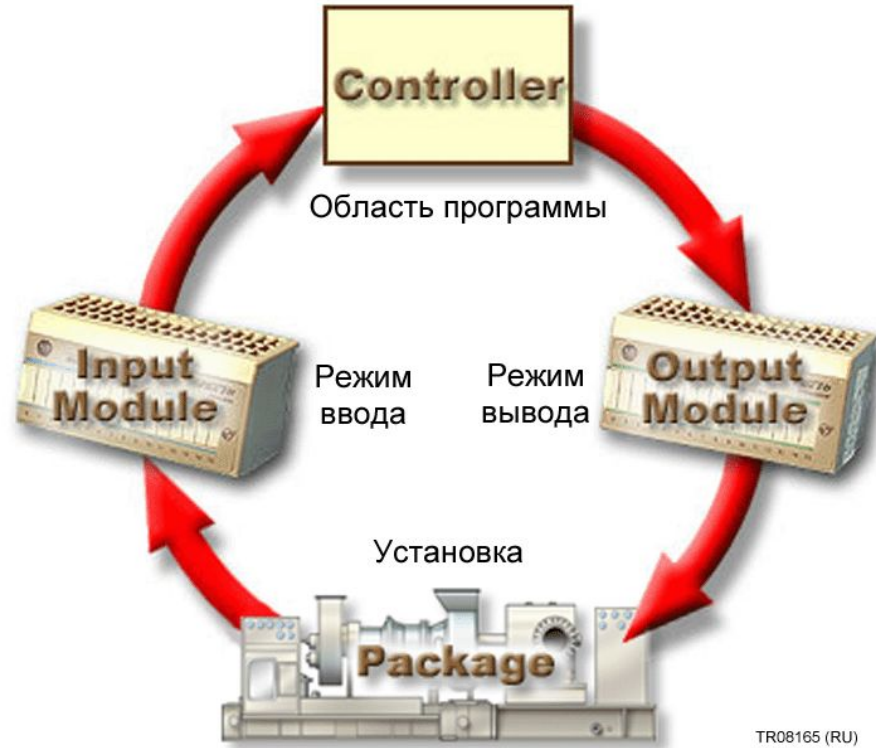 Controller
Область программы
Input
Module
Режим
ввода
Режим
вывода
Output
Module
Установка
Package
TR08165 (RU)